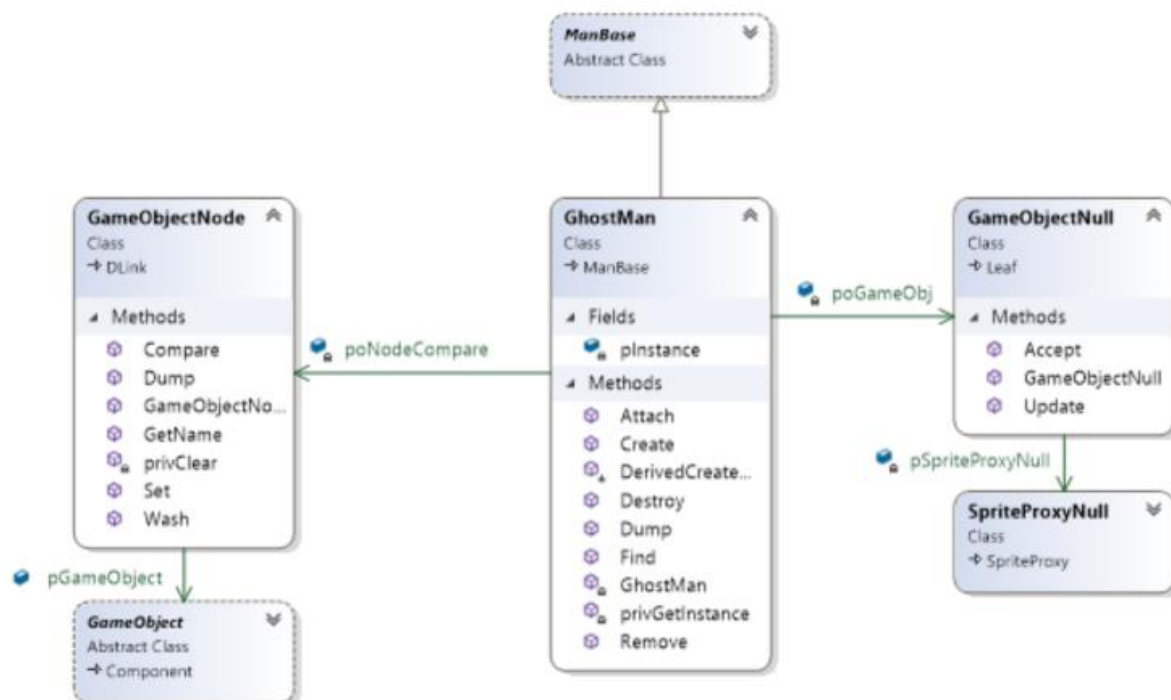 ManBase
Abstract Class
GameObjectNode
Class
DLink
Methods
Compare
Dump
GameObjectNo...
GetName
privClear
Set
Wash
pGameObject
GameObject
Abstract Class
Component
poNodeCompare
GhostMan
Class
ManBase
Fields
pInstance
Methods
Attach
Create
DerivedCreate...
Destroy
Dump
Find
GhostMan
privGetInstance
Remove
poGameObj
GameObjectNull
Class
Leaf
Methods
Accept
GameObjectNull
Update
pSpriteProxyNull
SpriteProxyNull
Class
SpriteProxy